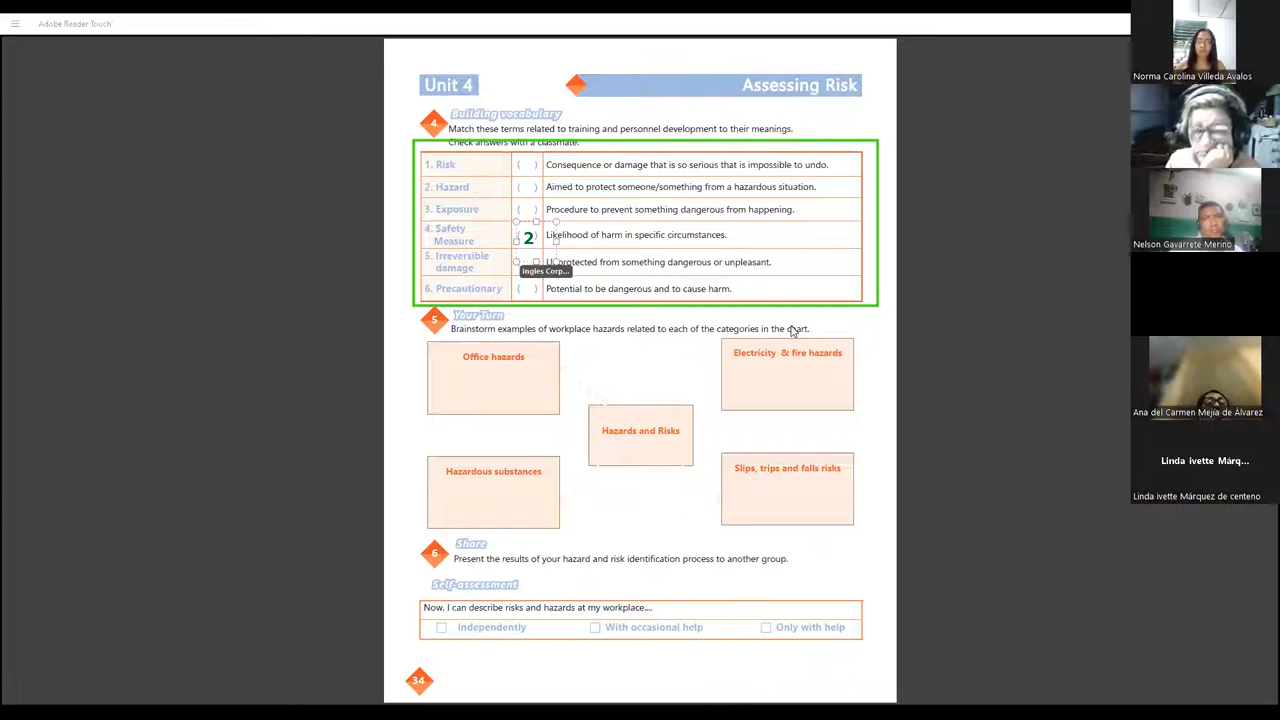 Adobe Reader Touch
Unit 4
Assessing Risk
4
Building vocabulary
Match these terms related to training and personnel development to their meanings.
Check answers with a classmate.
1. Risk ( ) Consequence or damage that is so serious that is impossible to undo.
2. Hazard ( ) Aimed to protect someone/something from a hazardous situation.
3. Exposure ( ) Procedure to prevent something dangerous from happening.
4. Safety Measure ( 2 ) Likelihood of harm in specific circumstances.
5. Irreversible damage Unprotected from something dangerous or unpleasant.
Ingles Corp...
6. Precautionary ( ) Potential to be dangerous and to cause harm.
5
Your Turn
Brainstorm examples of workplace hazards related to each of the categories in the chart.
Office hazards
Electricity & fire hazards
Hazards and Risks
Hazardous substances
Slips, trips and falls risks
6
Share
Present the results of your hazard and risk identification process to another group.
Self-assessment
Now, I can describe risks and hazards at my workplace....
Independently
With occasional help
Only with help
34
Norma Carolina Villeda Avalos
Nelson Gavarrete Merino
Ana del Carmen Mejía de Álvarez
Linda ivette Márq...
Linda ivette Márquez de centeno